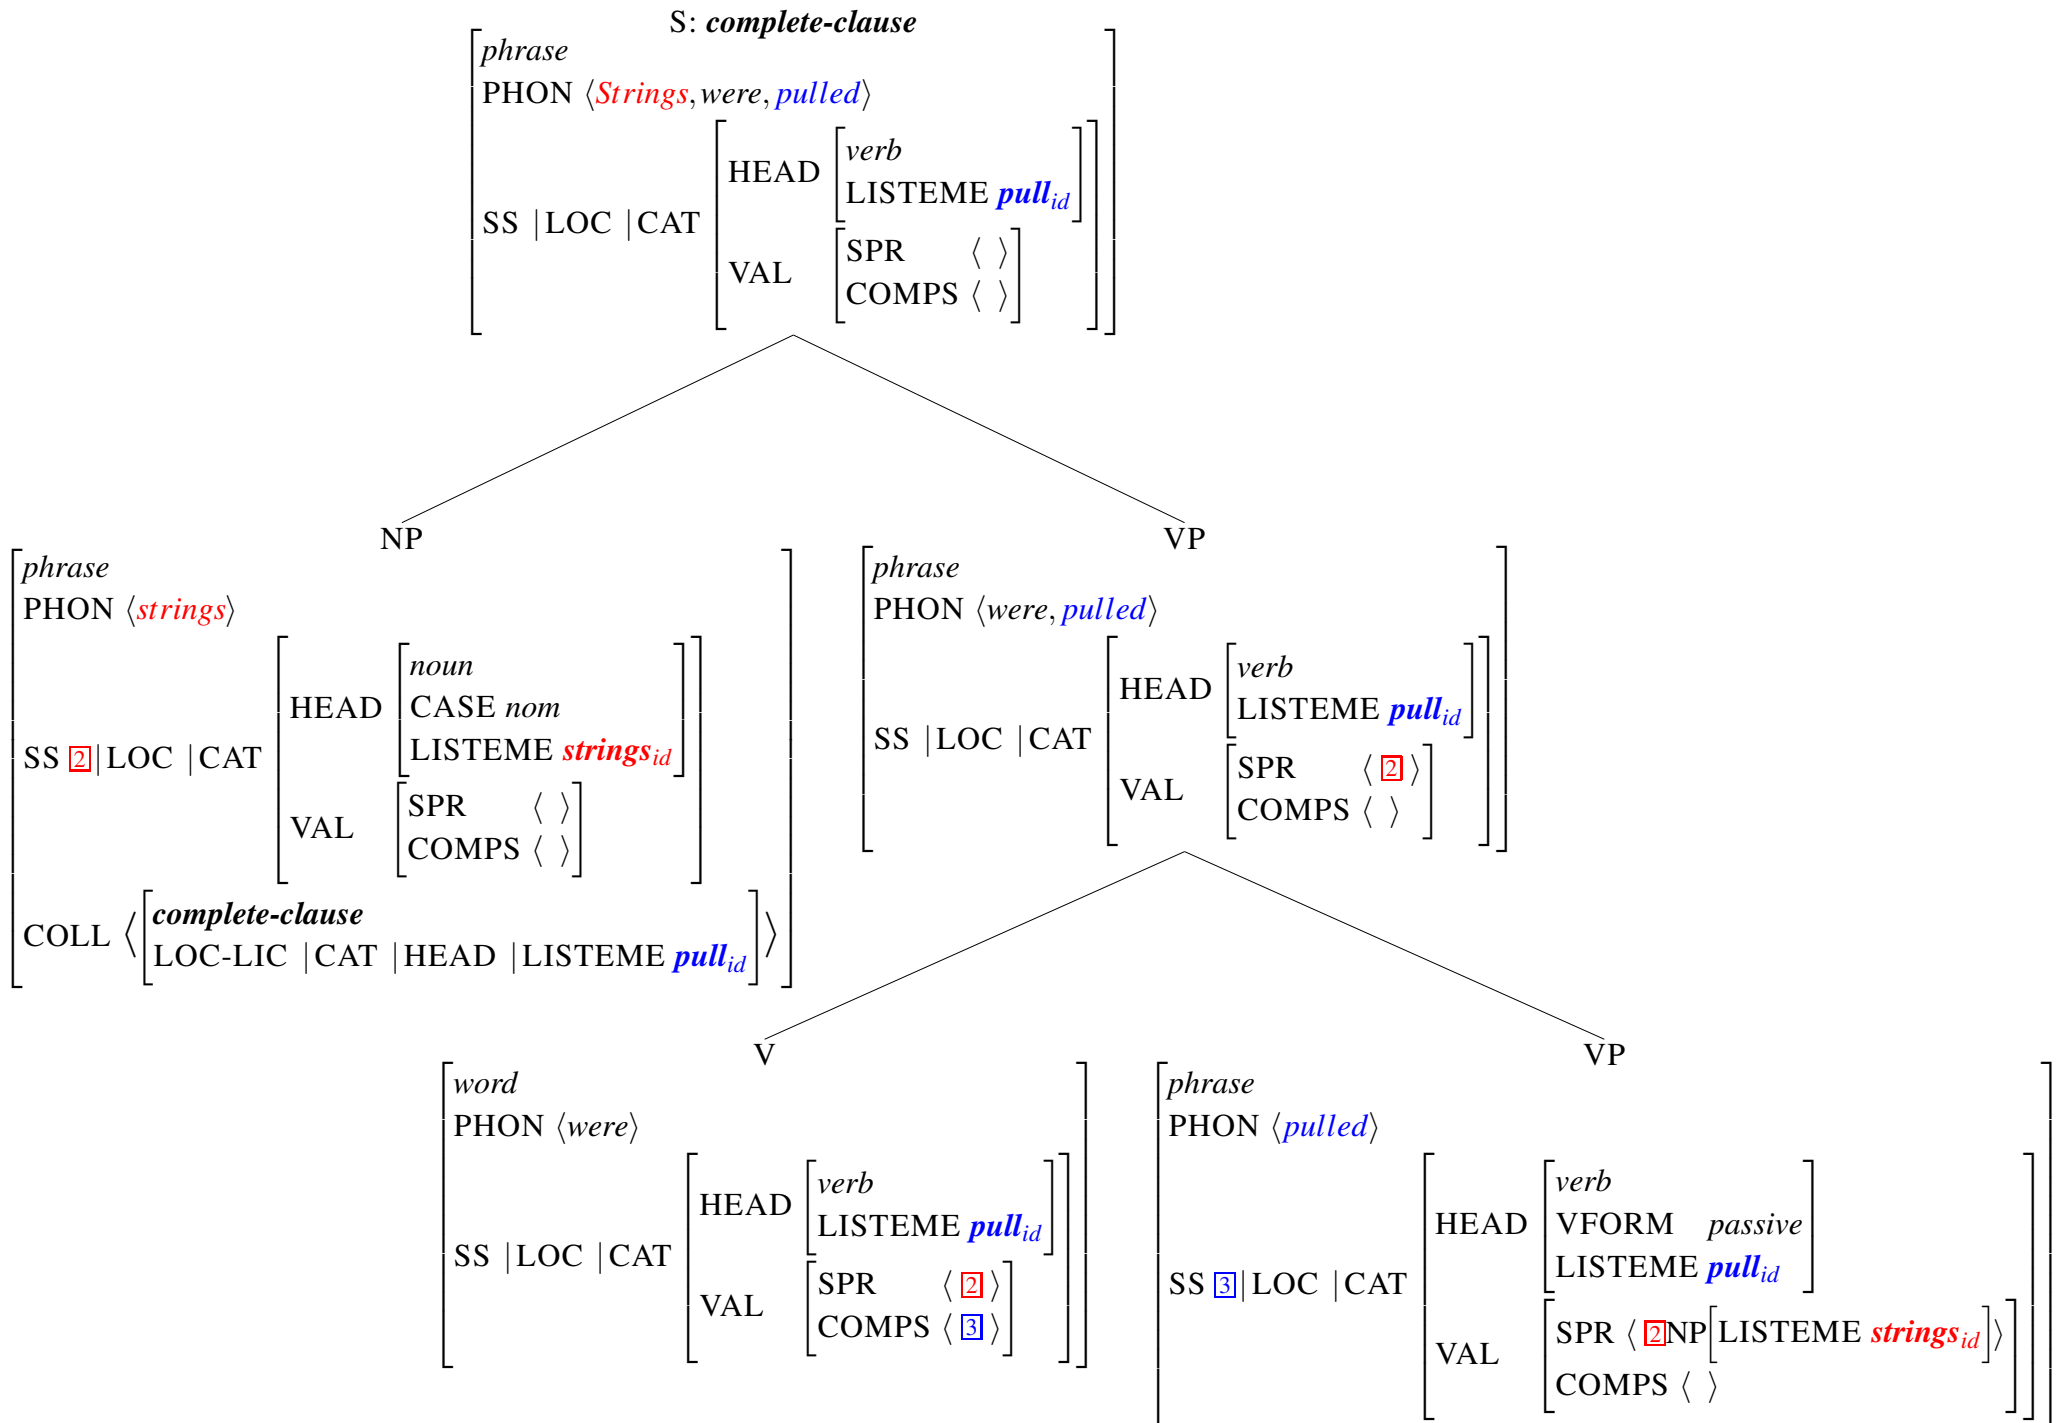 S: complete-clause
phrase
PHON ⟨Strings, were, pulled⟩
SS |LOC |CAT
HEAD
verb
LISTEME pull_id
VAL
SPR ⟨ ⟩
COMPS ⟨ ⟩
NP
phrase
PHON ⟨strings⟩
SS 2|LOC |CAT
HEAD
noun
CASE nom
LISTEME strings_id
VAL
SPR ⟨ ⟩
COMPS ⟨ ⟩
COLL ⟨
complete-clause
LOC-LIC |CAT |HEAD |LISTEME pull_id
⟩
VP
phrase
PHON ⟨were, pulled⟩
SS |LOC |CAT
HEAD
verb
LISTEME pull_id
VAL
SPR ⟨ 2 ⟩
COMPS ⟨ ⟩
V
word
PHON ⟨were⟩
SS |LOC |CAT
HEAD
verb
LISTEME pull_id
VAL
SPR ⟨ 2 ⟩
COMPS ⟨ 3 ⟩
VP
phrase
PHON ⟨pulled⟩
SS 3|LOC |CAT
HEAD
verb
VFORM passive
LISTEME pull_id
VAL
SPR ⟨ 2NP[LISTEME strings_id]⟩
COMPS ⟨ ⟩